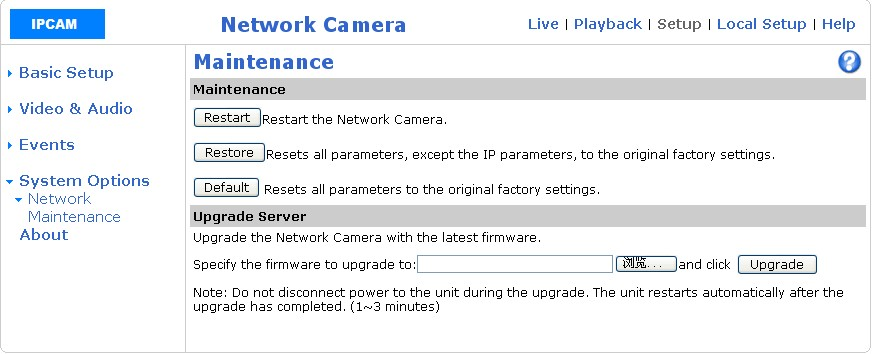 IPCAM
Network Camera
Live | Playback | Setup | Local Setup | Help
Basic Setup
Video & Audio
Events
System Options
Network
Maintenance
About
Maintenance
Maintenance
Restart Restart the Network Camera.
Restore Resets all parameters, except the IP parameters, to the original factory settings.
Default Resets all parameters to the original factory settings.
Upgrade Server
Upgrade the Network Camera with the latest firmware.
Specify the firmware to upgrade to: 浏览... and click Upgrade
Note: Do not disconnect power to the unit during the upgrade. The unit restarts automatically after the
upgrade has completed. (1~3 minutes)